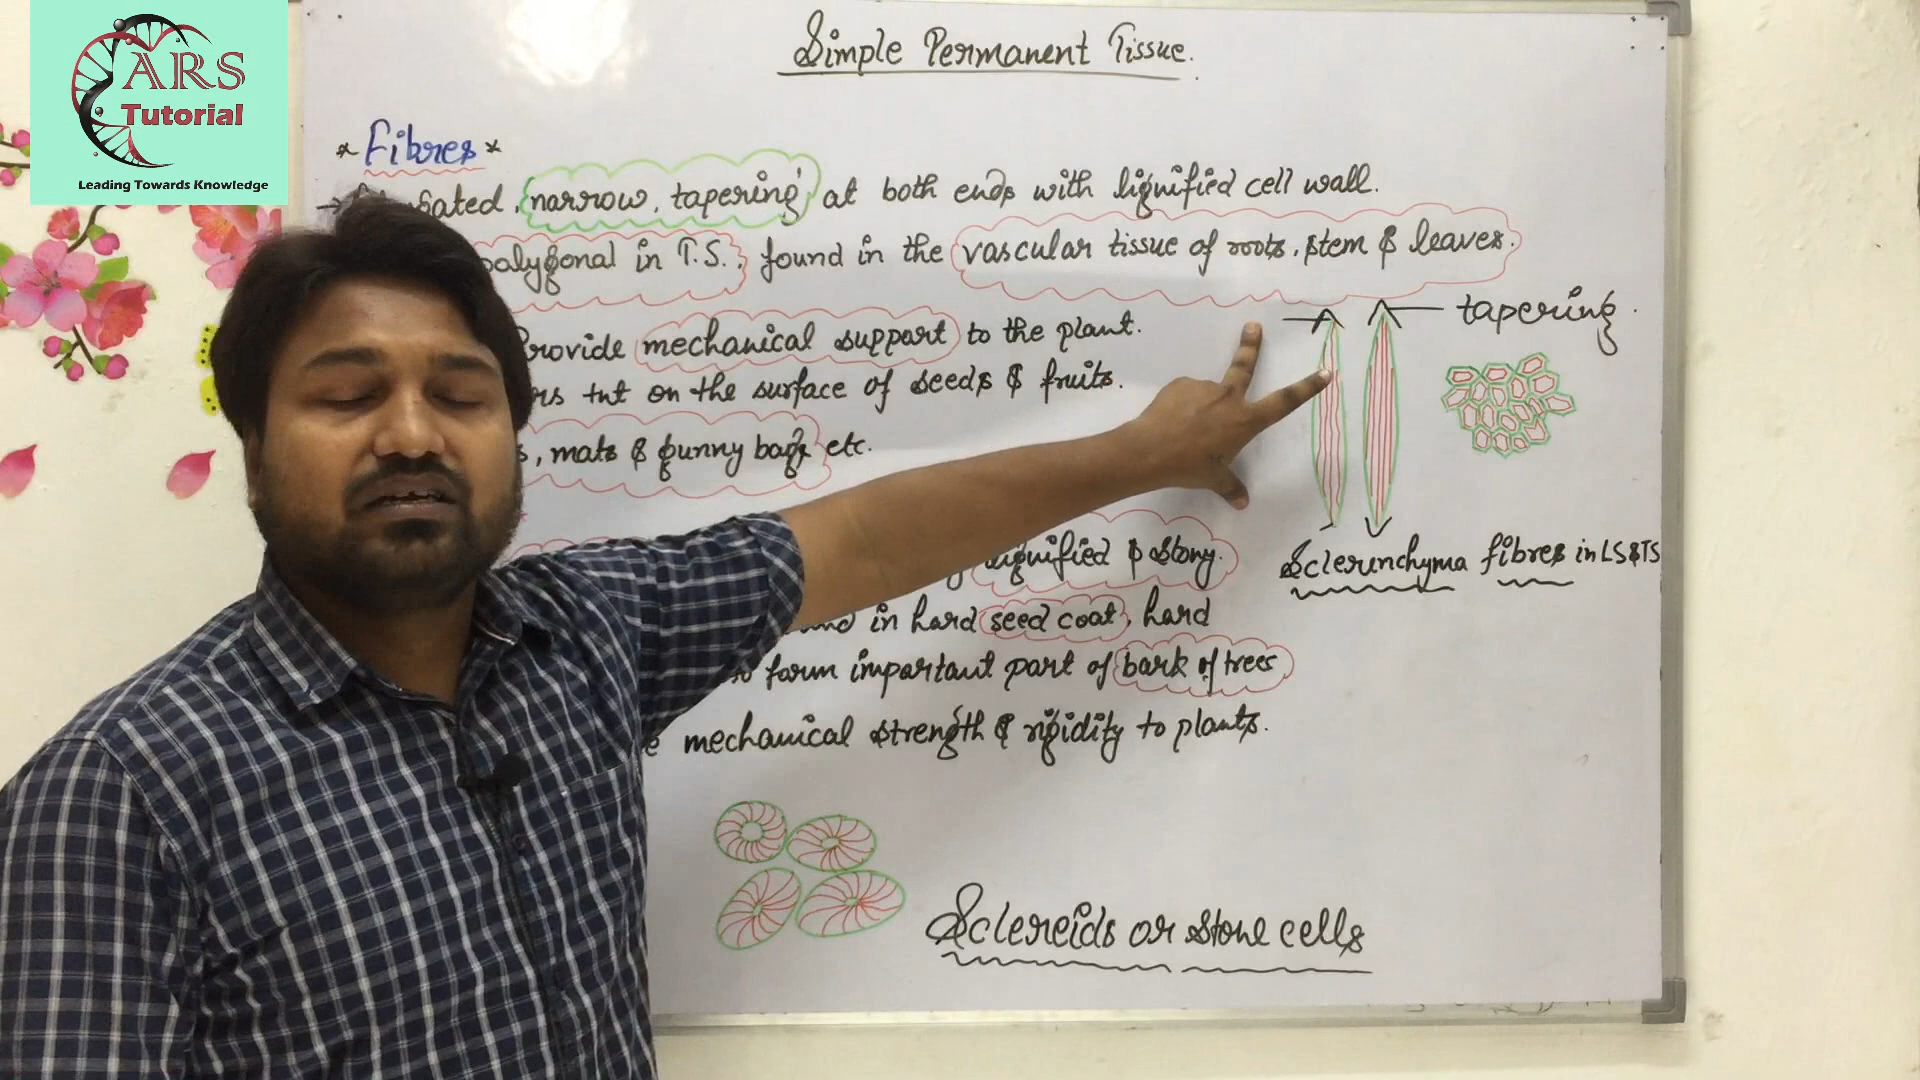 ARS
Tutorial
Leading Towards Knowledge
Simple Permanent Tissue.
* Fibres *
narrow, tapering at both ends with lignified cell wall.
polygonal in T.S., found in the vascular tissue of roots, stem & leaves.
Provide mechanical support to the plant.
tapering.
on the surface of seeds & fruits.
, mats & gunny bags etc.
lignified & stony.
Sclerenchyma fibres in LS & TS
in hard seed coat, hard
form important part of bark of trees
mechanical strength & rigidity to plants.
Sclereids or stone cells